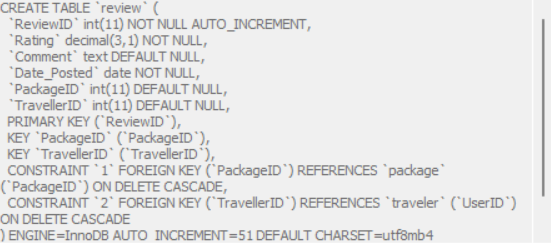 CREATE TABLE `review` (
`ReviewID` int(11) NOT NULL AUTO_INCREMENT,
`Rating` decimal(3,1) NOT NULL,
`Comment` text DEFAULT NULL,
`Date_Posted` date NOT NULL,
`PackageID` int(11) DEFAULT NULL,
`TravellerID` int(11) DEFAULT NULL,
PRIMARY KEY (`ReviewID`),
KEY `PackageID` (`PackageID`),
KEY `TravellerID` (`TravellerID`),
CONSTRAINT `1` FOREIGN KEY (`PackageID`) REFERENCES `package`
(`PackageID`) ON DELETE CASCADE,
CONSTRAINT `2` FOREIGN KEY (`TravellerID`) REFERENCES `traveler` (`UserID`)
ON DELETE CASCADE
) ENGINE=InnoDB AUTO_INCREMENT=51 DEFAULT CHARSET=utf8mb4